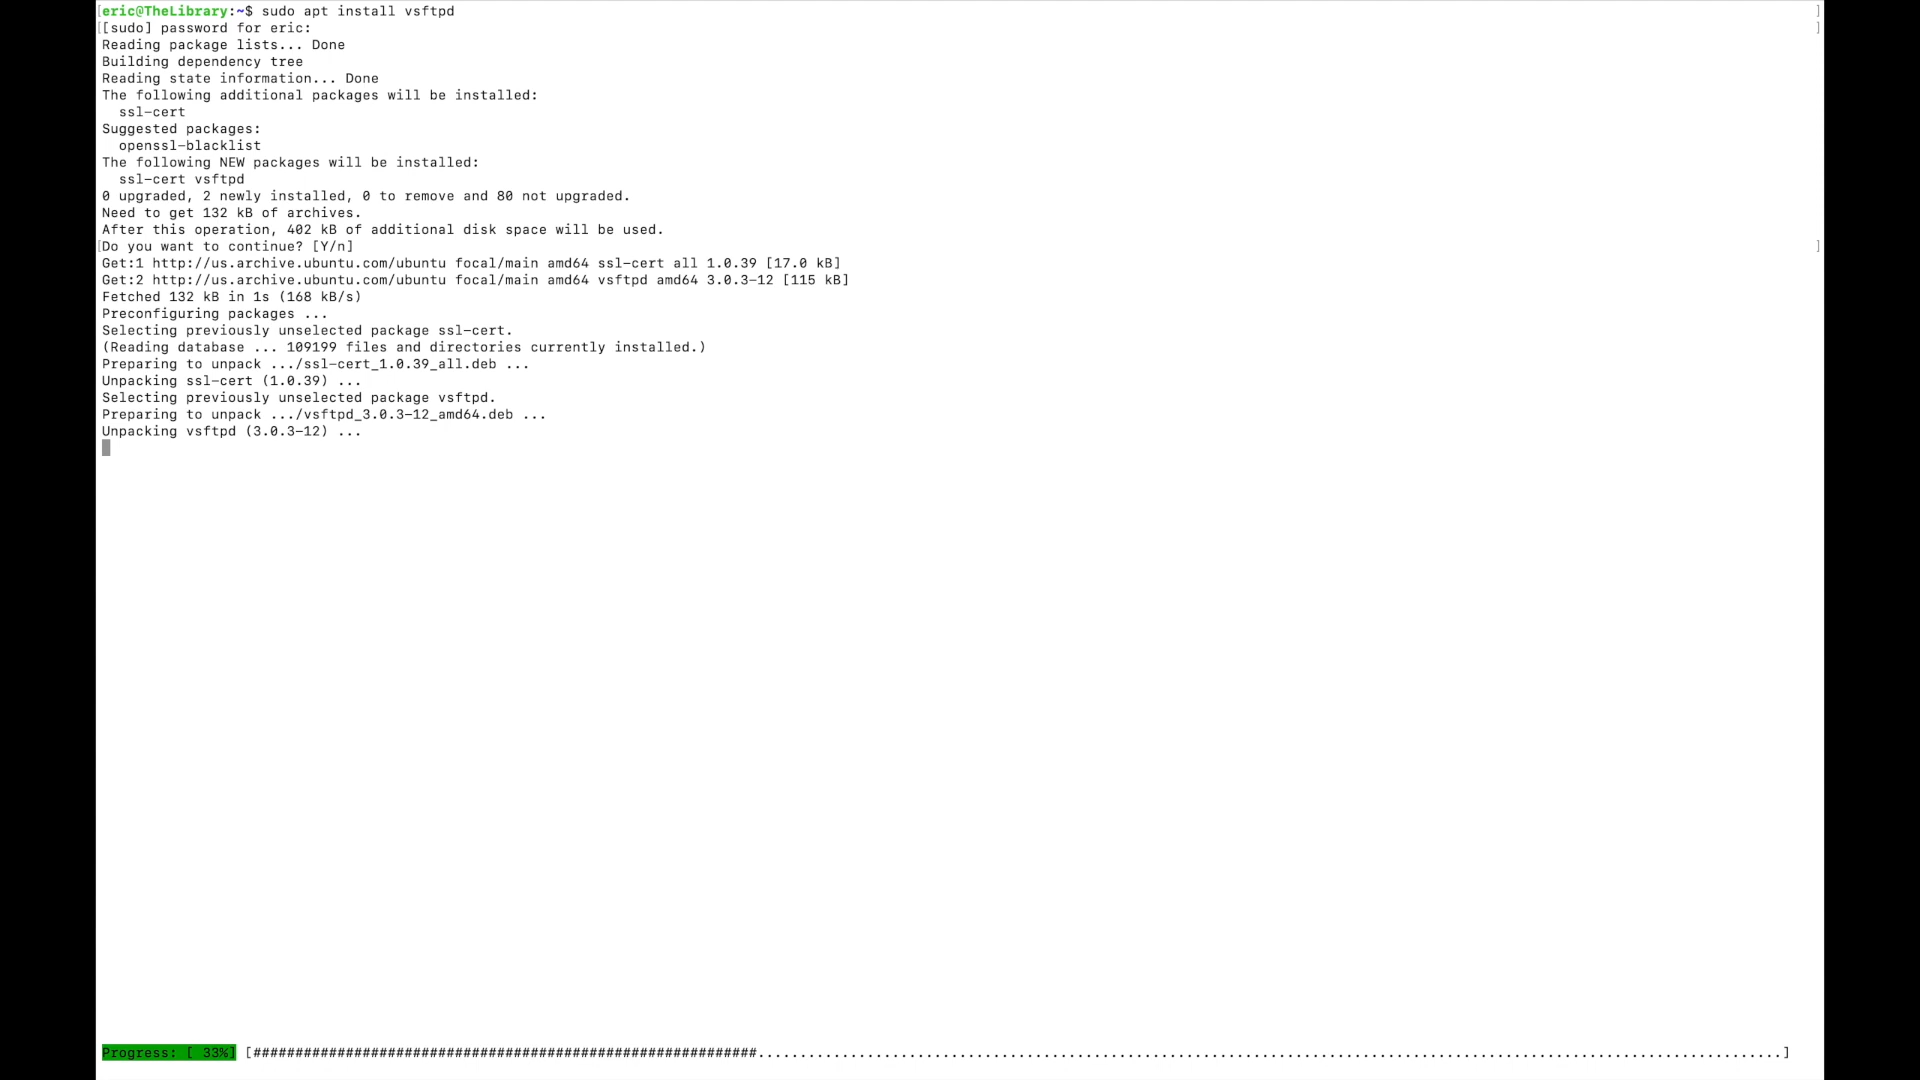 [eric@TheLibrary:~$ sudo apt install vsftpd ]
[[sudo] password for eric: ]
Reading package lists... Done
Building dependency tree
Reading state information... Done
The following additional packages will be installed:
  ssl-cert
Suggested packages:
  openssl-blacklist
The following NEW packages will be installed:
  ssl-cert vsftpd
0 upgraded, 2 newly installed, 0 to remove and 80 not upgraded.
Need to get 132 kB of archives.
After this operation, 402 kB of additional disk space will be used.
[Do you want to continue? [Y/n] ]
Get:1 http://us.archive.ubuntu.com/ubuntu focal/main amd64 ssl-cert all 1.0.39 [17.0 kB]
Get:2 http://us.archive.ubuntu.com/ubuntu focal/main amd64 vsftpd amd64 3.0.3-12 [115 kB]
Fetched 132 kB in 1s (168 kB/s)
Preconfiguring packages ...
Selecting previously unselected package ssl-cert.
(Reading database ... 109199 files and directories currently installed.)
Preparing to unpack .../ssl-cert_1.0.39_all.deb ...
Unpacking ssl-cert (1.0.39) ...
Selecting previously unselected package vsftpd.
Preparing to unpack .../vsftpd_3.0.3-12_amd64.deb ...
Unpacking vsftpd (3.0.3-12) ...
Progress: [ 33%] [############################################################..........................................................................................................................]